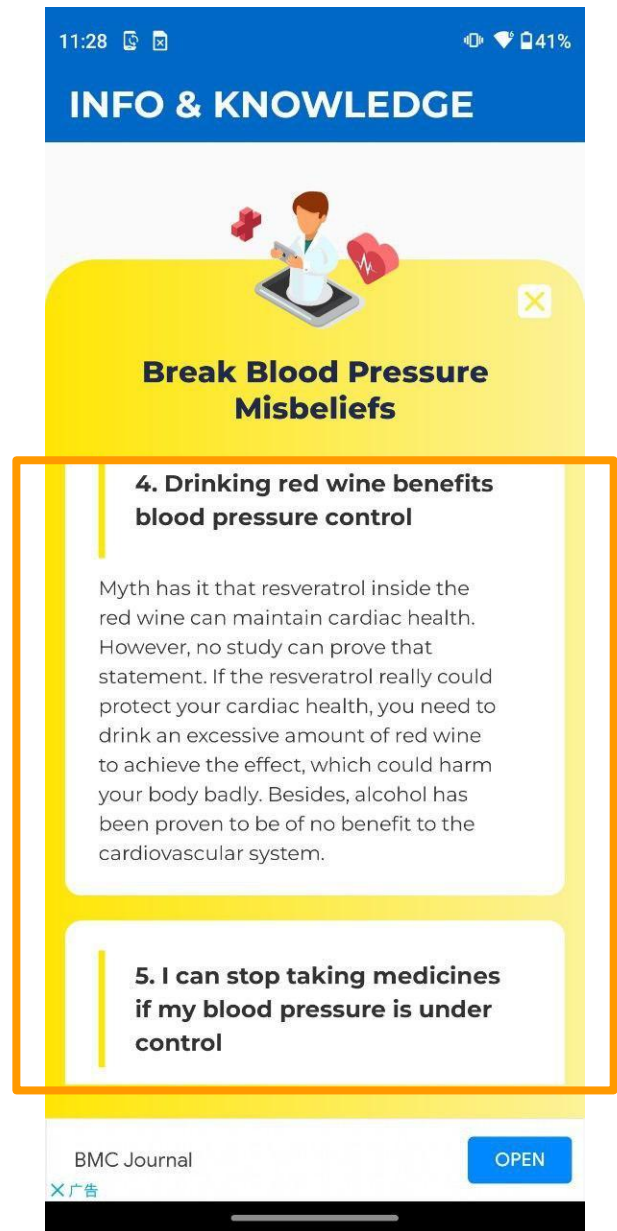 11:28
41%
INFO & KNOWLEDGE
Break Blood Pressure
Misbeliefs
4. Drinking red wine benefits
blood pressure control
Myth has it that resveratrol inside the
red wine can maintain cardiac health.
However, no study can prove that
statement. If the resveratrol really could
protect your cardiac health, you need to
drink an excessive amount of red wine
to achieve the effect, which could harm
your body badly. Besides, alcohol has
been proven to be of no benefit to the
cardiovascular system.
5. I can stop taking medicines
if my blood pressure is under
control
BMC Journal
OPEN
广告